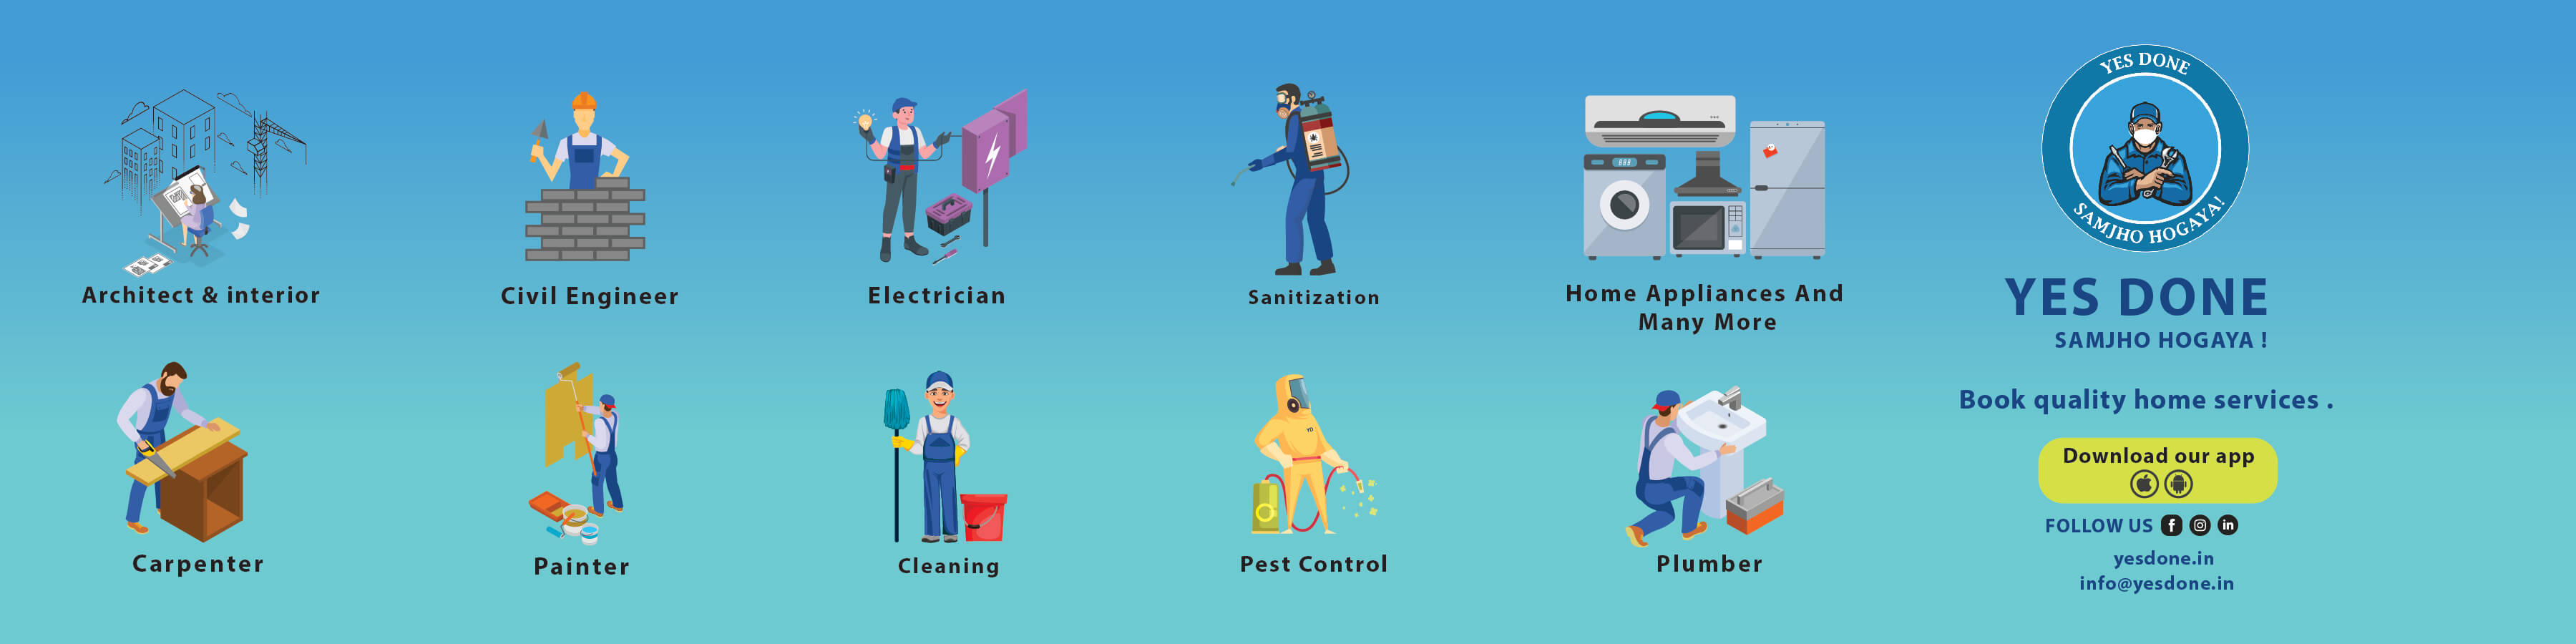 Architect & interior
Civil Engineer
Electrician
Sanitization
Home Appliances And
Many More
Carpenter
Painter
Cleaning
YD
Pest Control
Plumber
YES DONE
SAMJHO HOGAYA!
YES DONE
SAMJHO HOGAYA !
Book quality home services .
Download our app
FOLLOW US
yesdone.in
info@yesdone.in